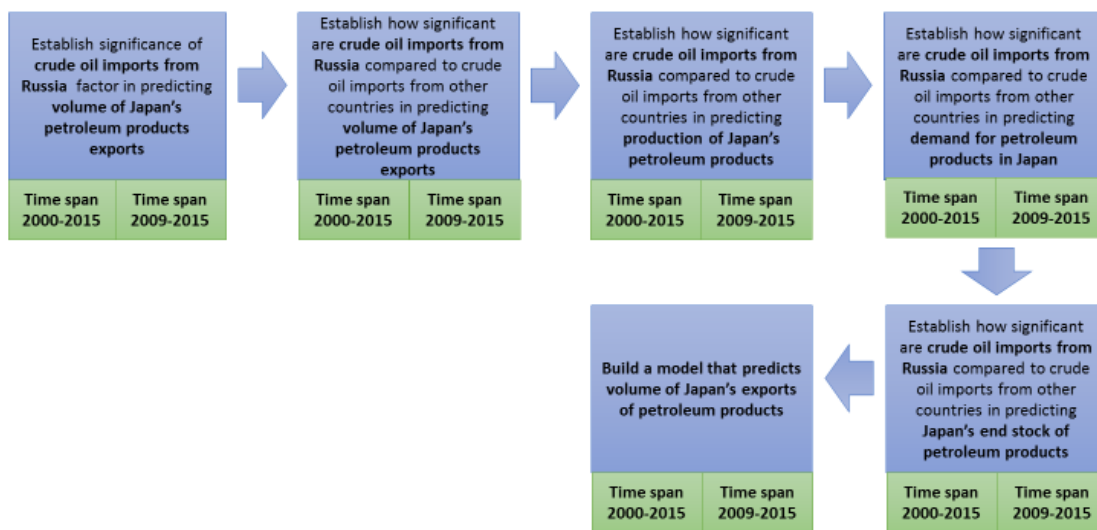 Establish significance of
crude oil imports from
Russia factor in predicting
volume of Japan's
petroleum products
exports
Time span
2000-2015
Time span
2009-2015
Establish how significant
are crude oil imports from
Russia compared to crude
oil imports from other
countries in predicting
volume of Japan's
petroleum products
exports
Time span
2000-2015
Time span
2009-2015
Establish how significant
are crude oil imports from
Russia compared to crude
oil imports from other
countries in predicting
production of Japan's
petroleum products
Time span
2000-2015
Time span
2009-2015
Establish how significant
are crude oil imports from
Russia compared to crude
oil imports from other
countries in predicting
demand for petroleum
products in Japan
Time span
2000-2015
Time span
2009-2015
Establish how significant
are crude oil imports from
Russia compared to crude
oil imports from other
countries in predicting
Japan's end stock of
petroleum products
Time span
2000-2015
Time span
2009-2015
Build a model that predicts
volume of Japan's exports
of petroleum products
Time span
2000-2015
Time span
2009-2015